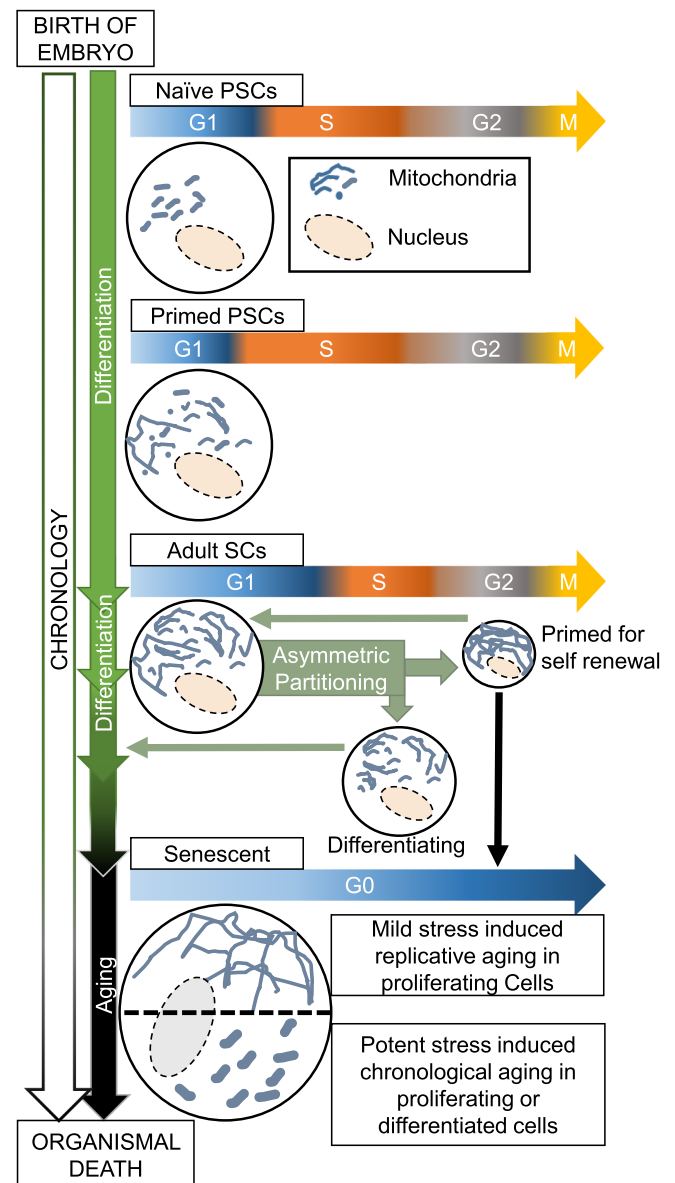 BIRTH OF
EMBRYO
Naïve PSCs
G1
S
G2
M
Mitochondria
Nucleus
Differentiation
Primed PSCs
G1
S
G2
M
CHRONOLOGY
Adult SCs
G1
S
G2
M
Differentiation
Asymmetric
Partitioning
Primed for
self renewal
Differentiating
Senescent
G0
Aging
Mild stress induced
replicative aging in
proliferating Cells
Potent stress induced
chronological aging in
proliferating or
differentiated cells
ORGANISMAL
DEATH